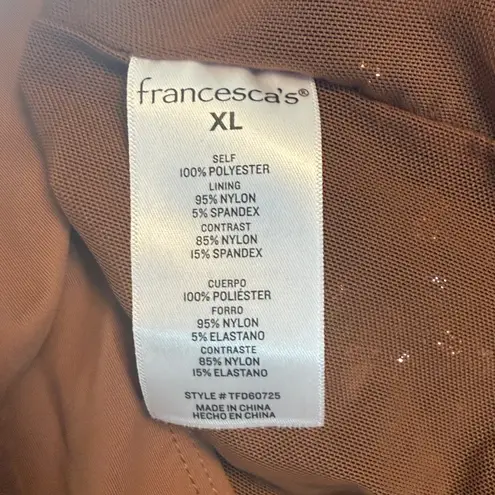 francesca's®
XL
SELF
100% POLYESTER
LINING
95% NYLON
5% SPANDEX
CONTRAST
85% NYLON
15% SPANDEX
CUERPO
100% POLIÉSTER
FORRO
95% NYLON
5% ELASTANO
CONTRASTE
85% NYLON
15% ELASTANO
STYLE # TFD60725
MADE IN CHINA
HECHO EN CHINA